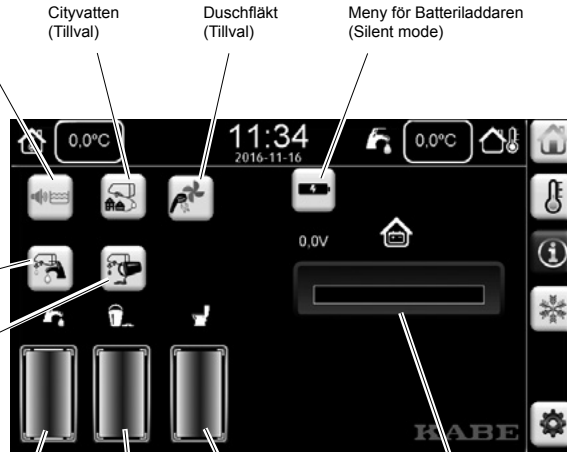 Cityvatten
(Tillval)
Duschfläkt
(Tillval)
Meny för Batteriladdaren
(Silent mode)
0,0°C
11:34
2016-11-16
0,0°C
0,0V
KABE